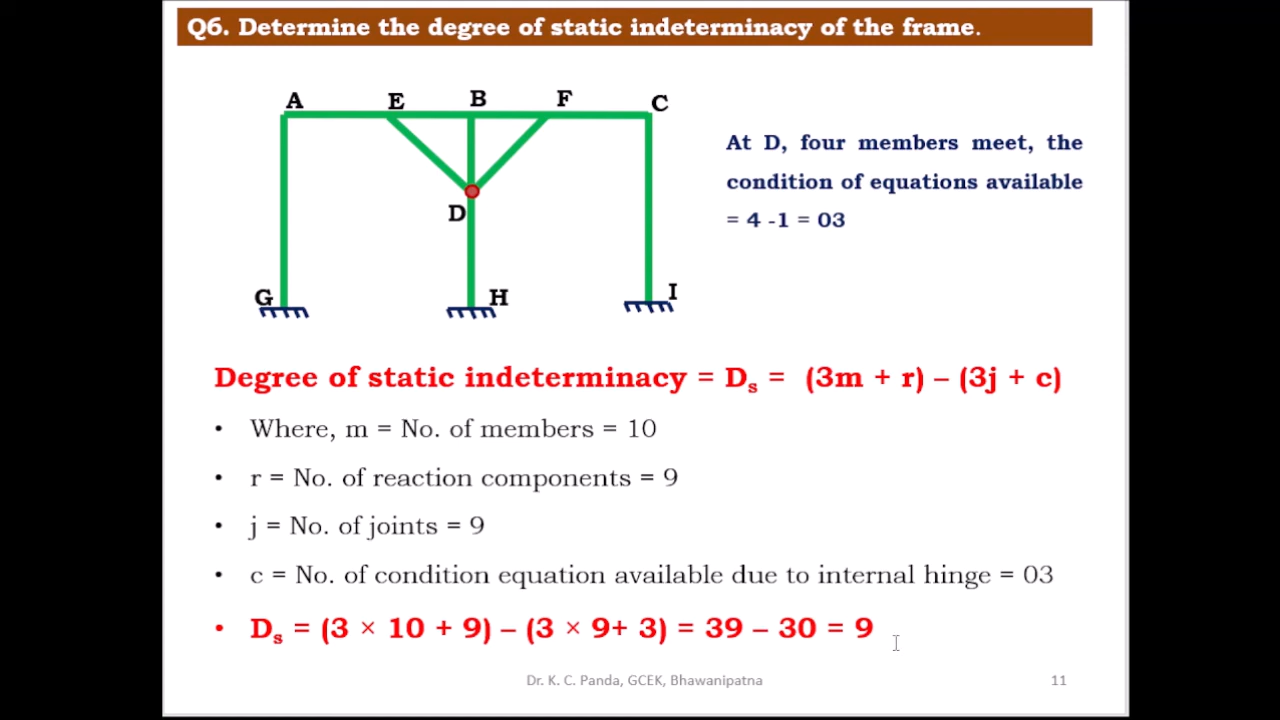 Q6. Determine the degree of static indeterminacy of the frame.
A E B F C
At D, four members meet, the
condition of equations available
= 4 -1 = 03
D
G H I
Degree of static indeterminacy = Ds = (3m + r) – (3j + c)
• Where, m = No. of members = 10
• r = No. of reaction components = 9
• j = No. of joints = 9
• c = No. of condition equation available due to internal hinge = 03
• Ds = (3 × 10 + 9) – (3 × 9+ 3) = 39 – 30 = 9
Dr. K. C. Panda, GCEK, Bhawanipatna 11